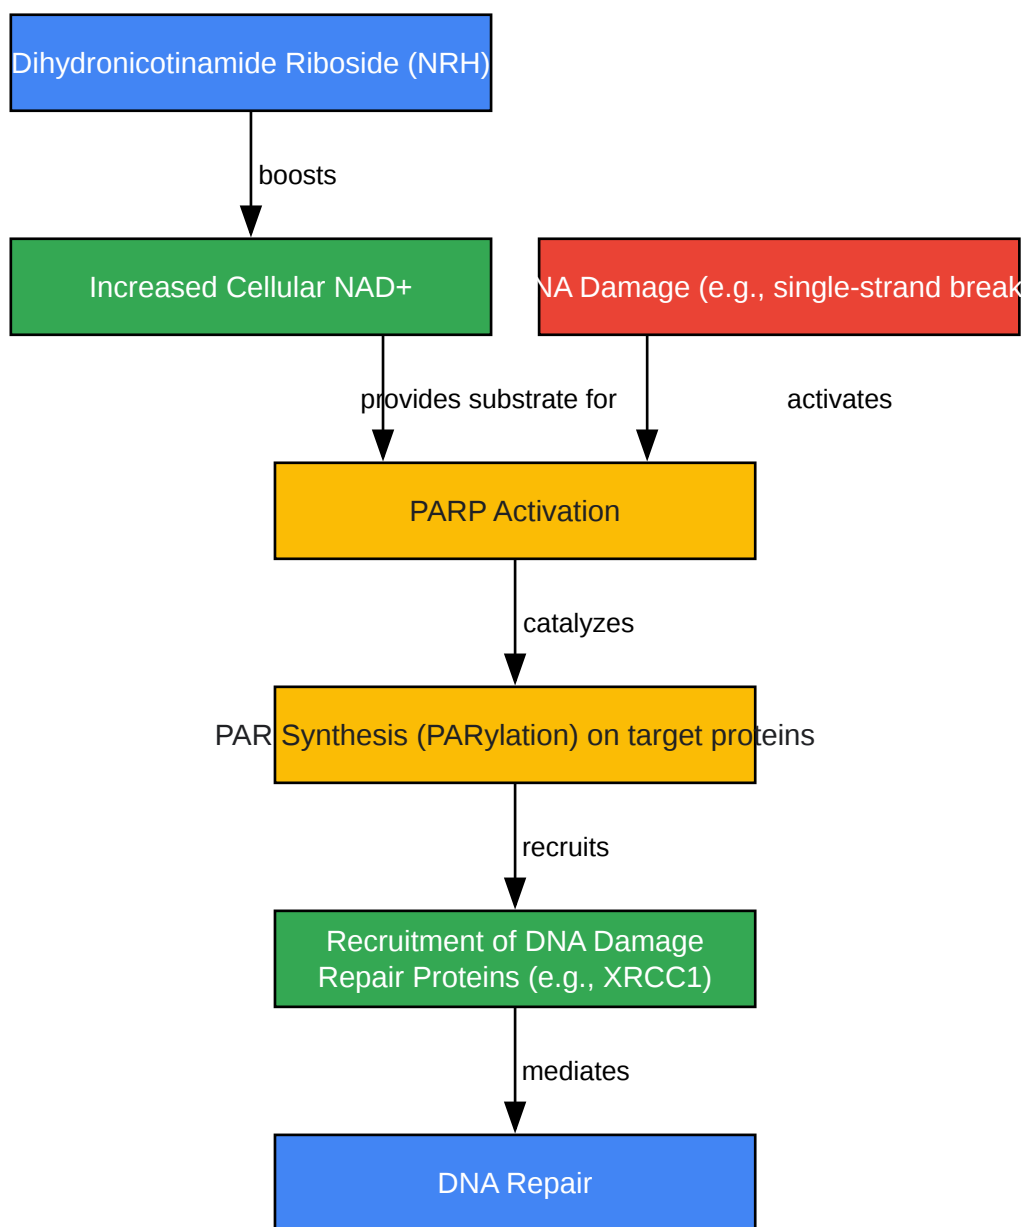 Dihydronicotinamide Riboside (NRH)
boosts
Increased Cellular NAD+
NA Damage (e.g., single-strand break
provides substrate for
activates
PARP Activation
catalyzes
PAR Synthesis (PARylation) on target proteins
recruits
Recruitment of DNA Damage
Repair Proteins (e.g., XRCC1)
mediates
DNA Repair